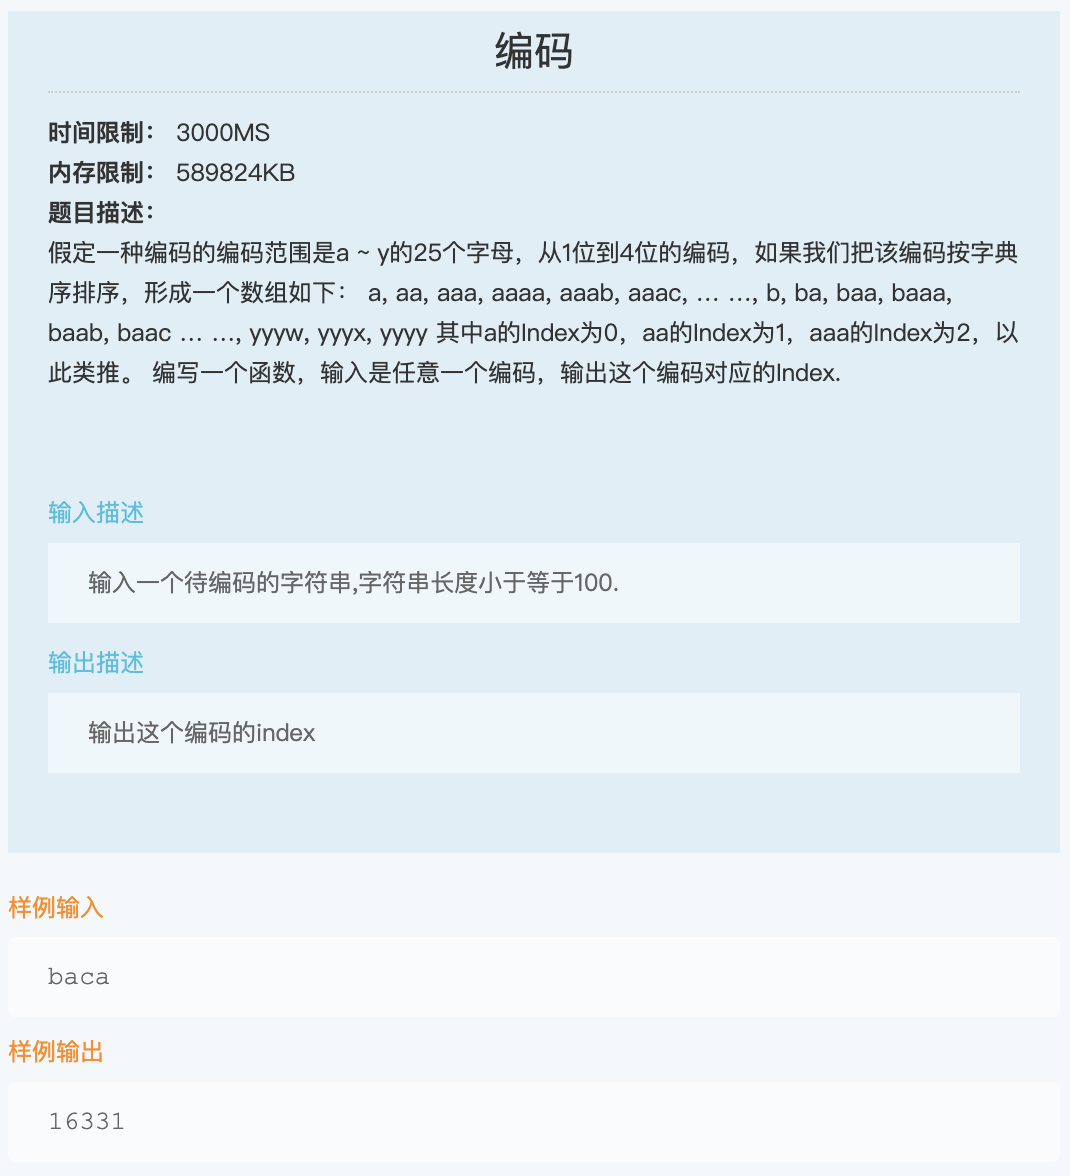 编码
时间限制： 3000MS
内存限制： 589824KB
题目描述：
假定一种编码的编码范围是a ~ y的25个字母，从1位到4位的编码，如果我们把该编码按字典
序排序，形成一个数组如下： a, aa, aaa, aaaa, aaab, aaac, … …, b, ba, baa, baaa,
baab, baac … …, yyyw, yyyx, yyyy 其中a的Index为0，aa的Index为1，aaa的Index为2，以
此类推。 编写一个函数，输入是任意一个编码，输出这个编码对应的Index.
输入描述
输入一个待编码的字符串,字符串长度小于等于100.
输出描述
输出这个编码的index
样例输入
baca
样例输出
16331